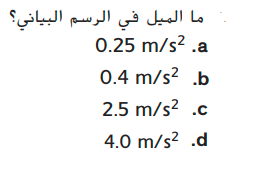 ما الميل في الرسم البياني؟
a. 0.25 m/s²
b. 0.4 m/s²
c. 2.5 m/s²
d. 4.0 m/s²